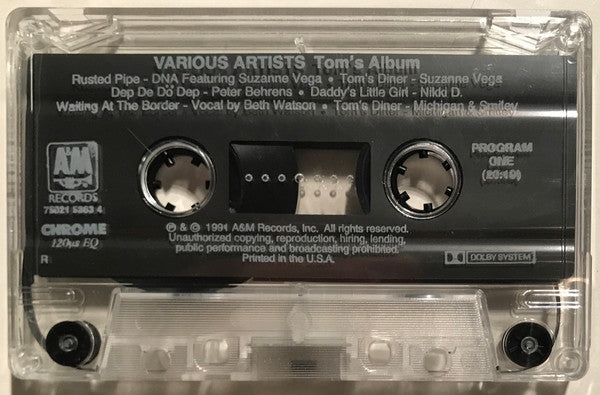 VARIOUS ARTISTS Tom's Album
Rusted Pipe - DNA Featuring Suzanne Vega • Tom's Diner - Suzanne Vega
Dep De Do Dep - Peter Behrens • Daddy's Little Girl - Nikki D.
Waiting At The Border - Vocal by Beth Watson • Tom's Diner - Michigan & Smiley
A&M
RECORDS
75021 5363 4
CHROME
120µs EQ
R
PROGRAM
ONE
℗ & © 1991 A&M Records, Inc. All rights reserved.
Unauthorized copying, reproduction, hiring, lending,
public performance and broadcasting prohibited.
Printed in the U.S.A.
DOLBY SYSTEM